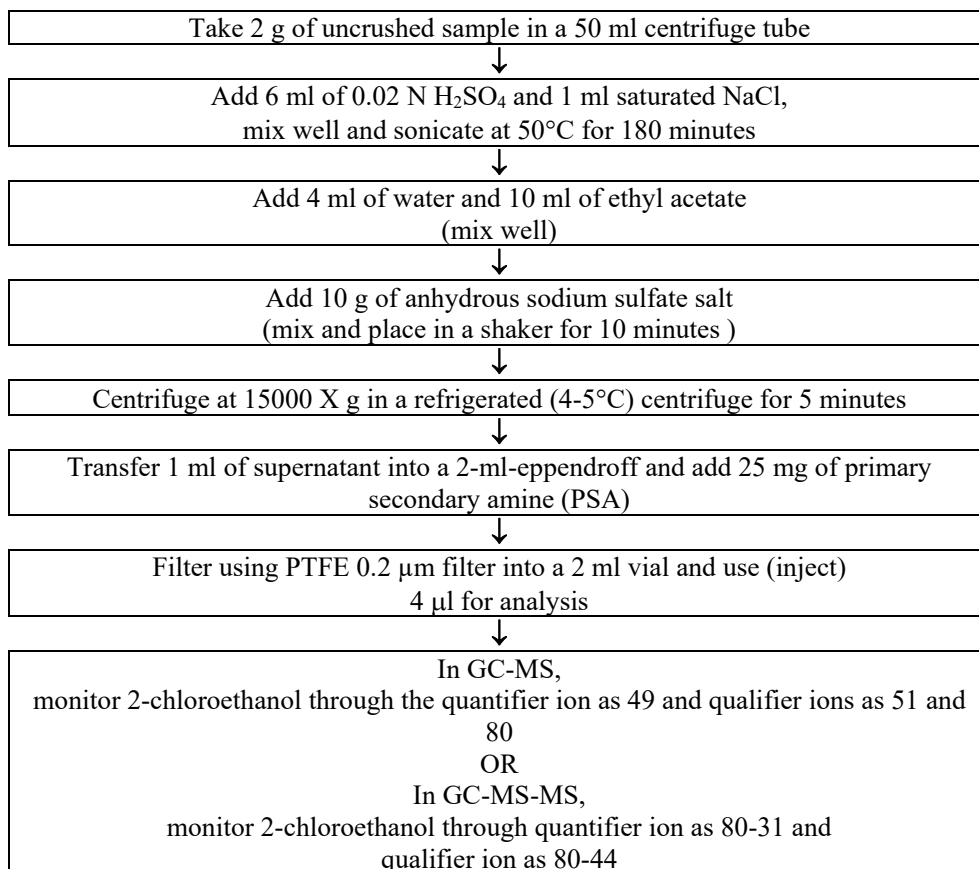 Take 2 g of uncrushed sample in a 50 ml centrifuge tube
Add 6 ml of 0.02 N H₂SO₄ and 1 ml saturated NaCl,
mix well and sonicate at 50°C for 180 minutes
Add 4 ml of water and 10 ml of ethyl acetate
(mix well)
Add 10 g of anhydrous sodium sulfate salt
(mix and place in a shaker for 10 minutes )
Centrifuge at 15000 X g in a refrigerated (4-5°C) centrifuge for 5 minutes
Transfer 1 ml of supernatant into a 2-ml-eppendroff and add 25 mg of primary
secondary amine (PSA)
Filter using PTFE 0.2 µm filter into a 2 ml vial and use (inject)
4 µl for analysis
In GC-MS,
monitor 2-chloroethanol through the quantifier ion as 49 and qualifier ions as 51 and
80
OR
In GC-MS-MS,
monitor 2-chloroethanol through quantifier ion as 80-31 and
qualifier ion as 80-44